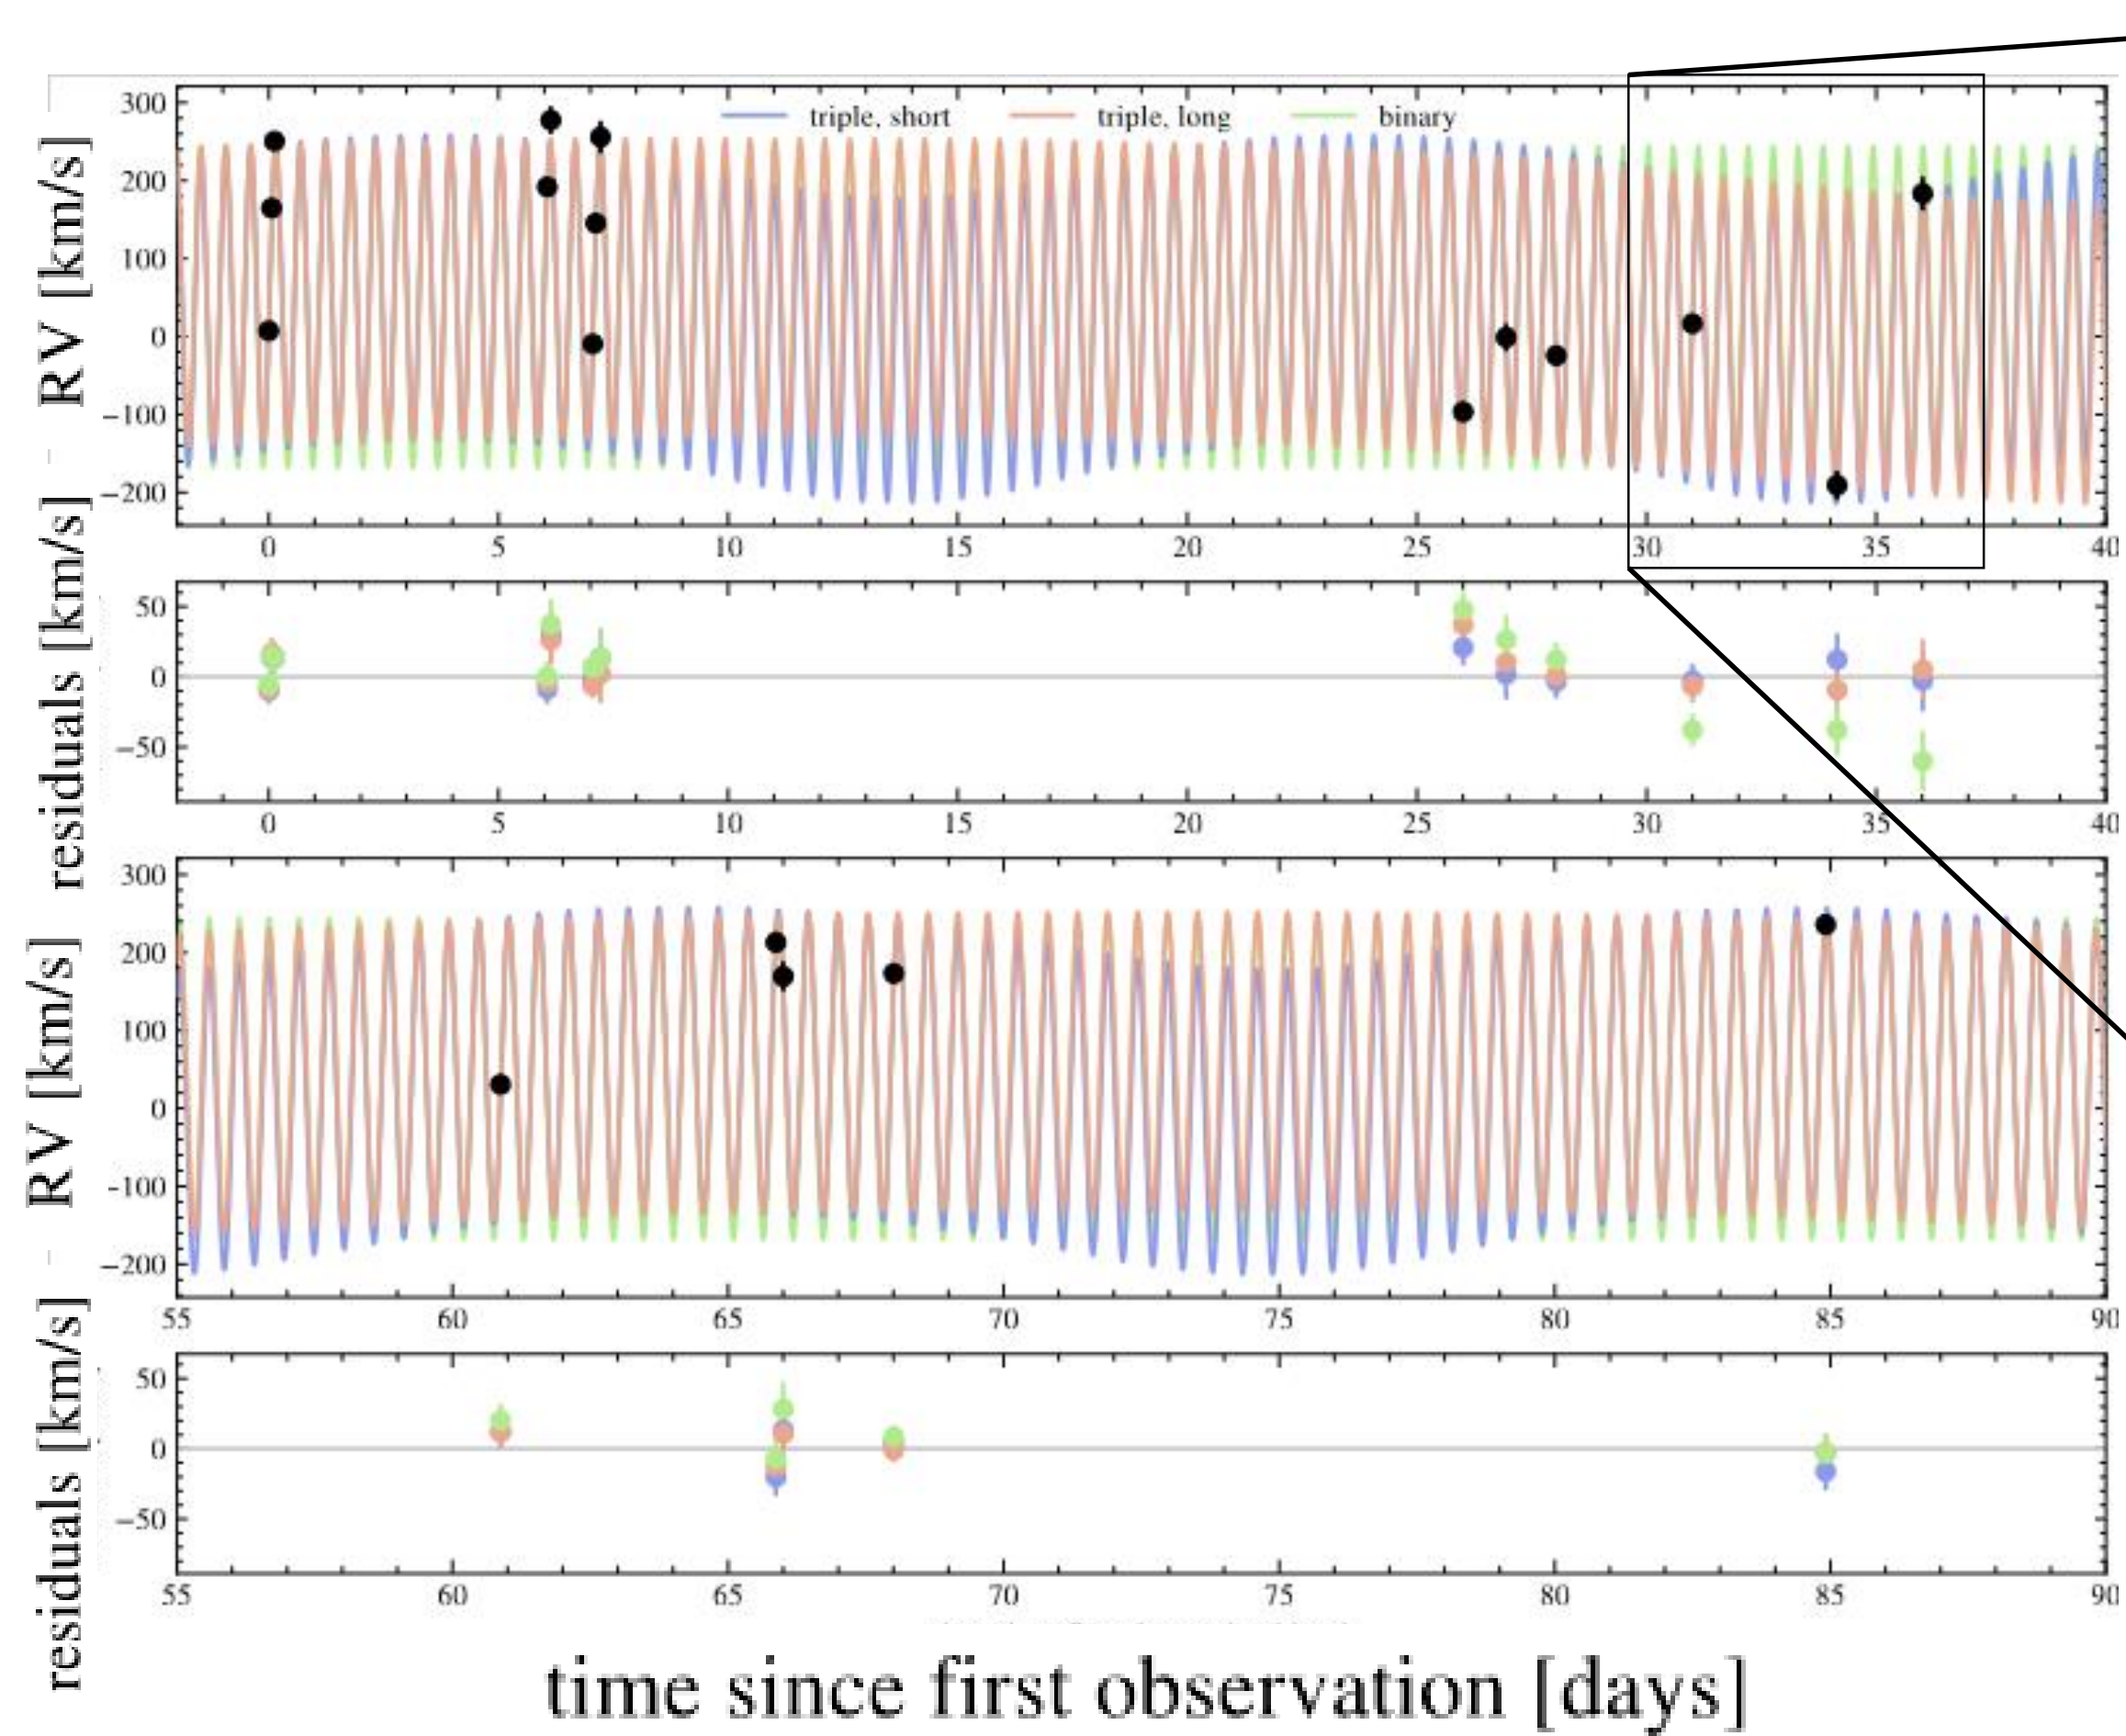 triple, short triple, long binary
RV [km/s]
300
200
100
0
−100
−200
0 5 10 15 20 25 30 35 40
residuals [km/s]
50
0
−50
0 5 10 15 20 25 30 35 40
RV [km/s]
300
200
100
0
-100
−200
55 60 65 70 75 80 85 90
residuals [km/s]
50
0
−50
55 60 65 70 75 80 85 90
time since first observation [days]